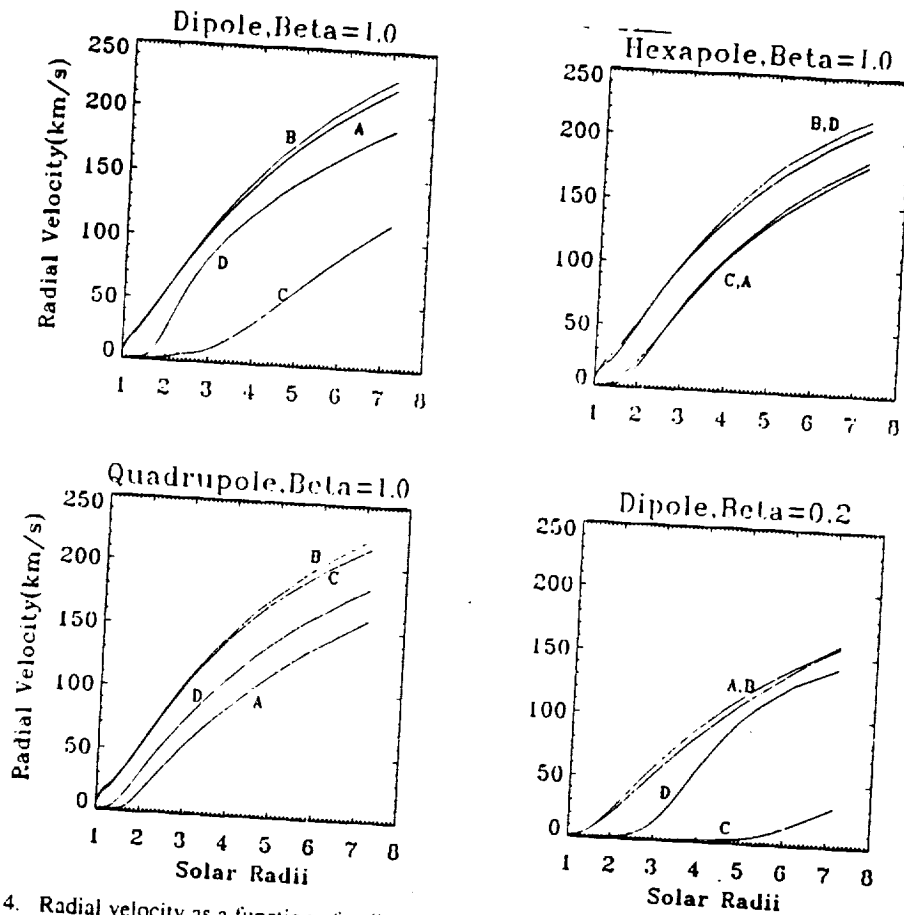 Dipole,Beta=1.0
250
200
150
100
50
0
Radial Velocity(km/s)
B
A
D
C
1 2 3 4 5 6 7 8
Hexapole,Beta=1.0
250
200
150
100
50
0
B,D
C,A
1 2 3 4 5 6 7 8
Quadrupole,Beta=1.0
250
200
150
100
50
0
Radial Velocity(km/s)
B
C
D
A
1 2 3 4 5 6 7 8
Solar Radii
Dipole,Beta=0.2
250
200
150
100
50
0
A,B
D
C
1 2 3 4 5 6 7 8
Solar Radii
4. Radial velocity as a function